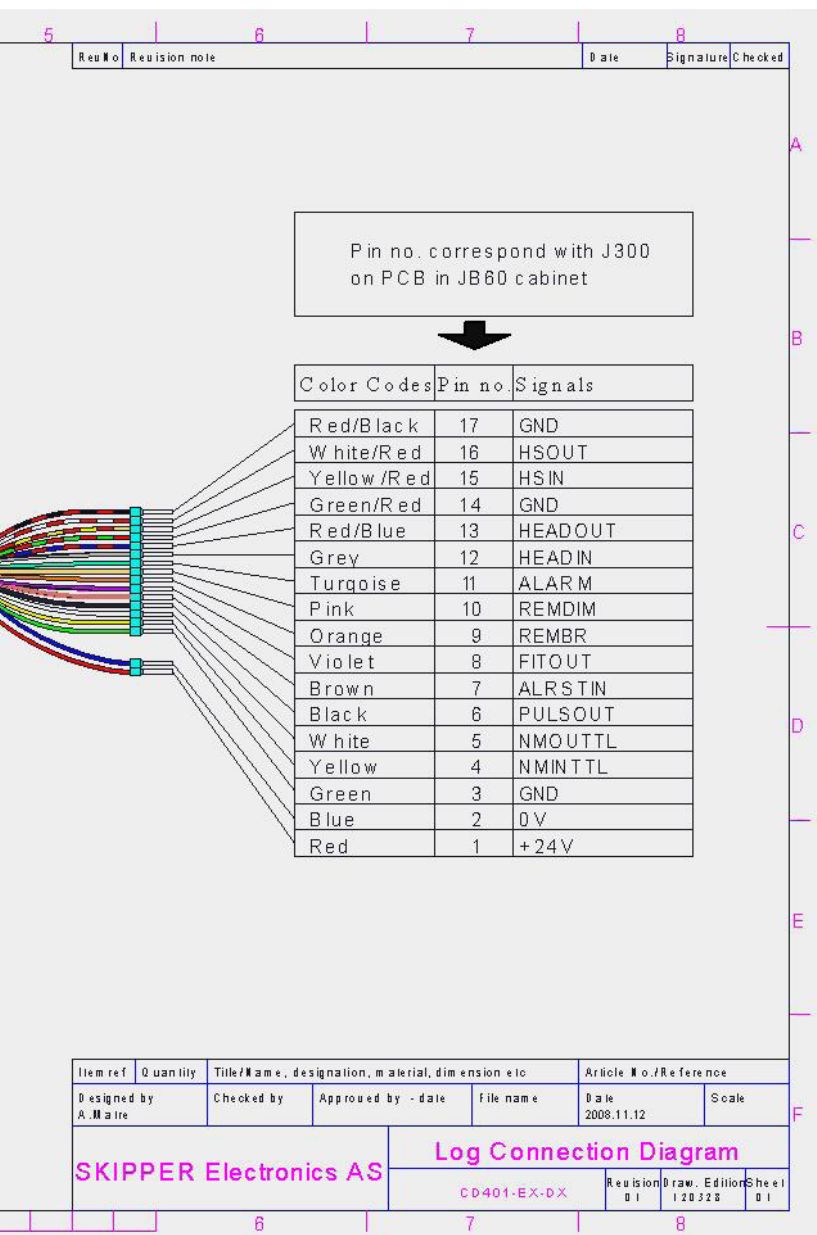 5 6 7 8
Rev No Revision note Date Signature Checked
A
Pin no. correspond with J300
on PCB in JB60 cabinet
B
Color Codes Pin no. Signals
Red/Black 17 GND
White/Red 16 HSOUT
Yellow/Red 15 HSIN
Green/Red 14 GND
Red/Blue 13 HEADOUT
C
Grey 12 HEADIN
Turqoise 11 ALARM
Pink 10 REMDIM
Orange 9 REMBR
Violet 8 FITOUT
Brown 7 ALRSTIN
Black 6 PULSOUT
D
White 5 NMOUTTL
Yellow 4 NMINTTL
Green 3 GND
Blue 2 0V
Red 1 +24V
E
Item ref Quantity Title/Name, designation, material, dimension etc Article No./Reference
Designed by Checked by Approved by - date File name Date Scale
A.Maire 2008.11.12
F
SKIPPER Electronics AS
Log Connection Diagram
CD401-EX-DX
Revision Draw. Edition Sheet
01 120328 01
6 7 8